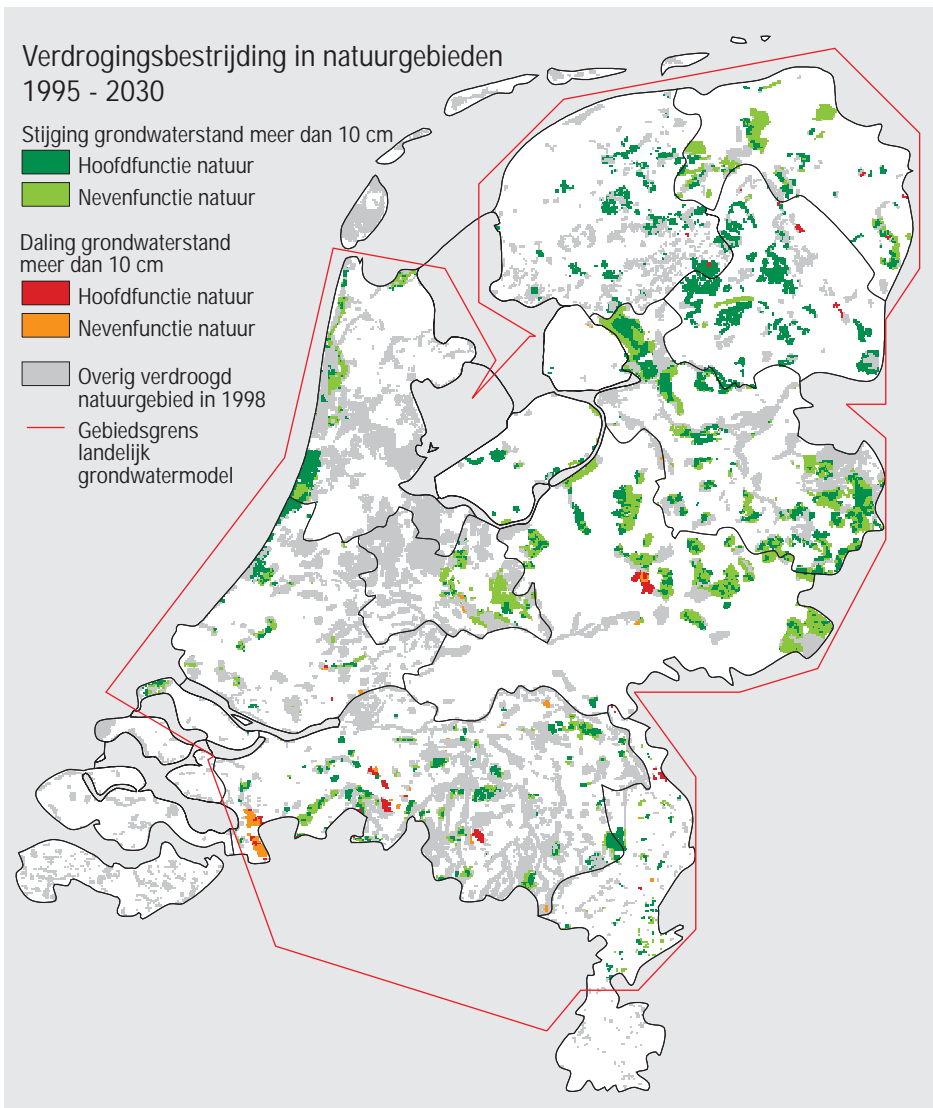 Verdrogingsbestrijding in natuurgebieden
1995 - 2030
Stijging grondwaterstand meer dan 10 cm
Hoofdfunctie natuur
Nevenfunctie natuur
Daling grondwaterstand
meer dan 10 cm
Hoofdfunctie natuur
Nevenfunctie natuur
Overig verdroogd
natuurgebied in 1998
Gebiedsgrens
landelijk
grondwatermodel